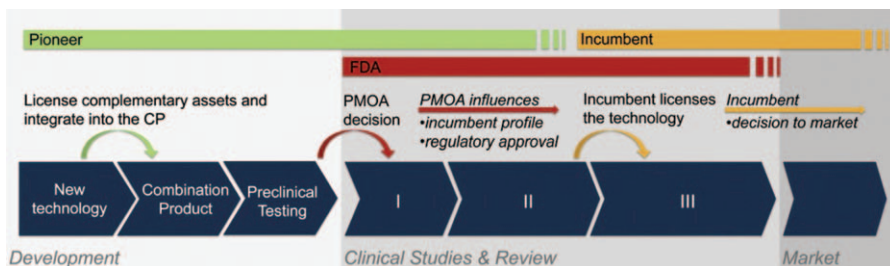 Pioneer
Incumbent
FDA
License complementary assets and
integrate into the CP
PMOA
decision
PMOA influences
•incumbent profile
•regulatory approval
Incumbent licenses
the technology
Incumbent
•decision to market
New
technology
Combination
Product
Preclinical
Testing
I
II
III
Development
Clinical Studies & Review
Market